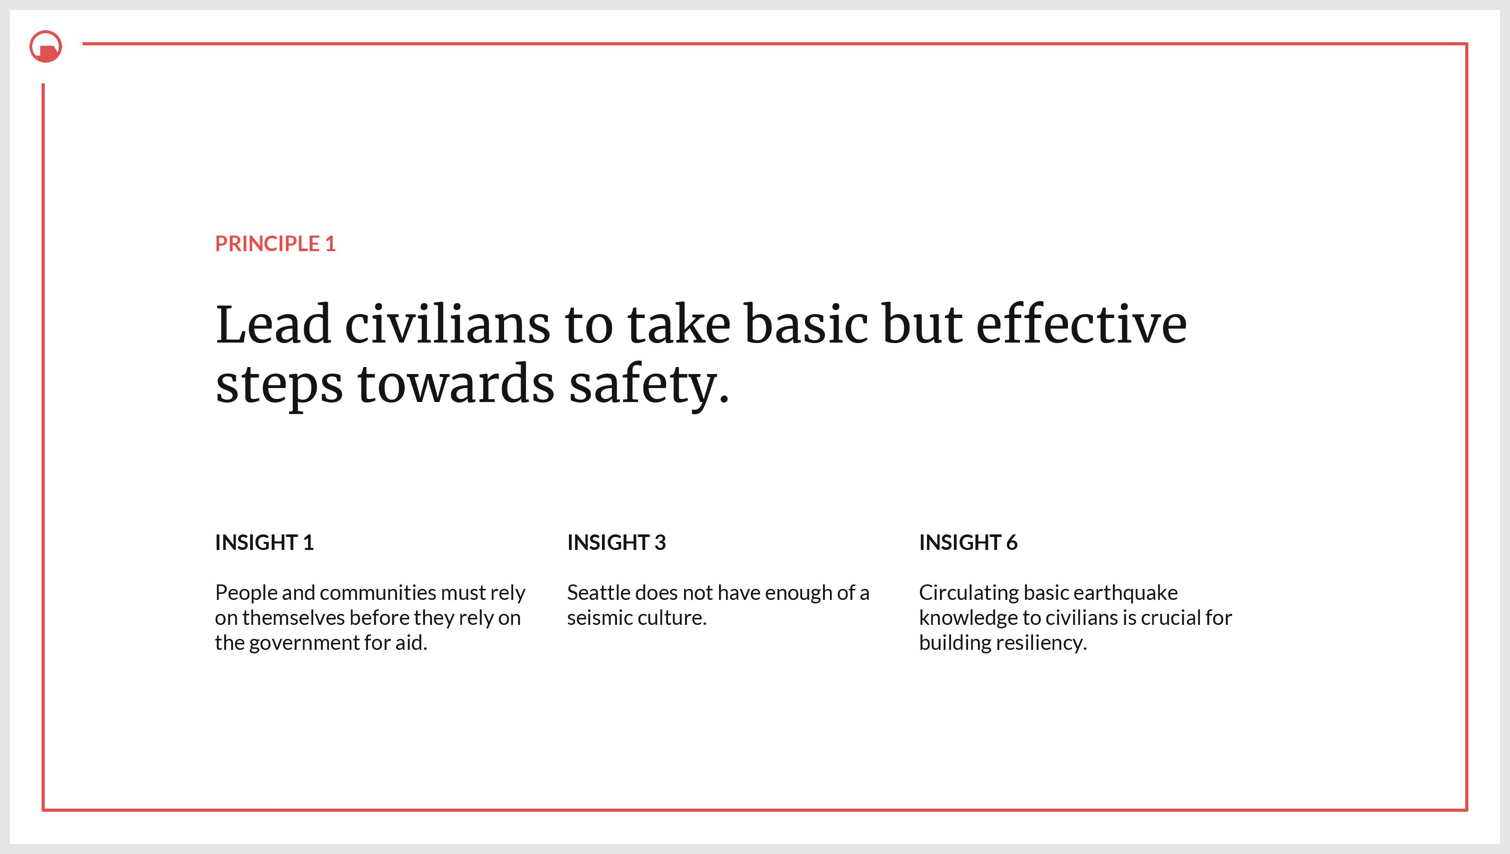 PRINCIPLE 1
Lead civilians to take basic but effective
steps towards safety.
INSIGHT 1
People and communities must rely
on themselves before they rely on
the government for aid.
INSIGHT 3
Seattle does not have enough of a
seismic culture.
INSIGHT 6
Circulating basic earthquake
knowledge to civilians is crucial for
building resiliency.